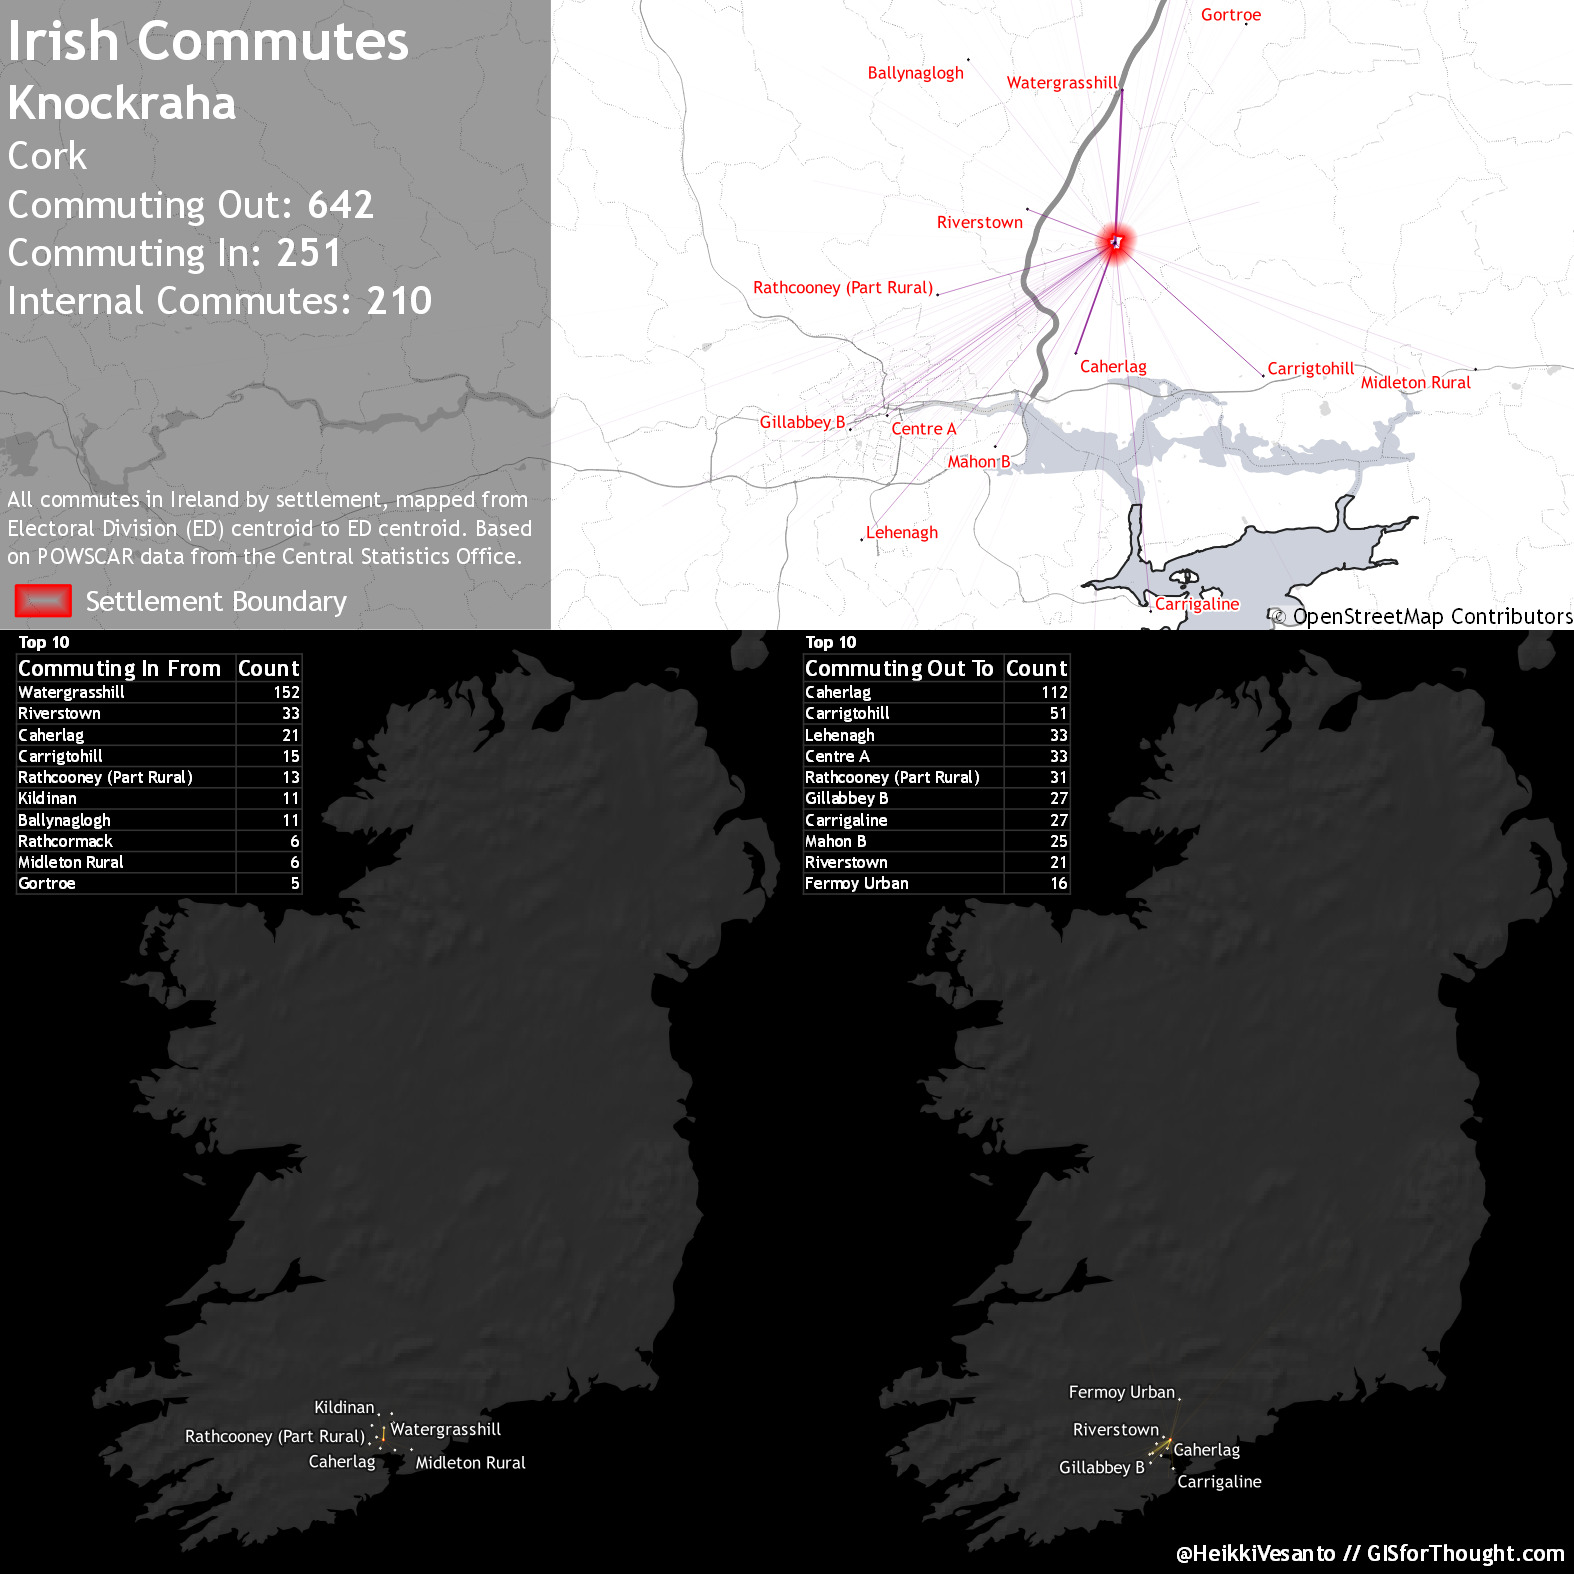 Irish Commutes
Knockraha
Cork
Commuting Out: 642
Commuting In: 251
Internal Commutes: 210
All commutes in Ireland by settlement, mapped from
Electoral Division (ED) centroid to ED centroid. Based
on POWSCAR data from the Central Statistics Office.
Settlement Boundary
Gortroe
Ballynaglogh
Watergrasshill
Riverstown
Rathcooney (Part Rural)
Caherlag
Carrigtohill
Midleton Rural
Gillabbey B
Centre A
Mahon B
Lehenagh
Carrigaline
© OpenStreetMap Contributors
Top 10
Commuting In From Count
Watergrasshill 152
Riverstown 33
Caherlag 21
Carrigtohill 15
Rathcooney (Part Rural) 13
Kildinan 11
Ballynaglogh 11
Rathcormack 6
Midleton Rural 6
Gortroe 5
Top 10
Commuting Out To Count
Caherlag 112
Carrigtohill 51
Lehenagh 33
Centre A 33
Rathcooney (Part Rural) 31
Gillabbey B 27
Carrigaline 27
Mahon B 25
Riverstown 21
Fermoy Urban 16
Kildinan
Watergrasshill
Rathcooney (Part Rural)
Caherlag
Midleton Rural
Fermoy Urban
Riverstown
Caherlag
Gillabbey B
Carrigaline
@HeikkiVesanto // GISforThought.com